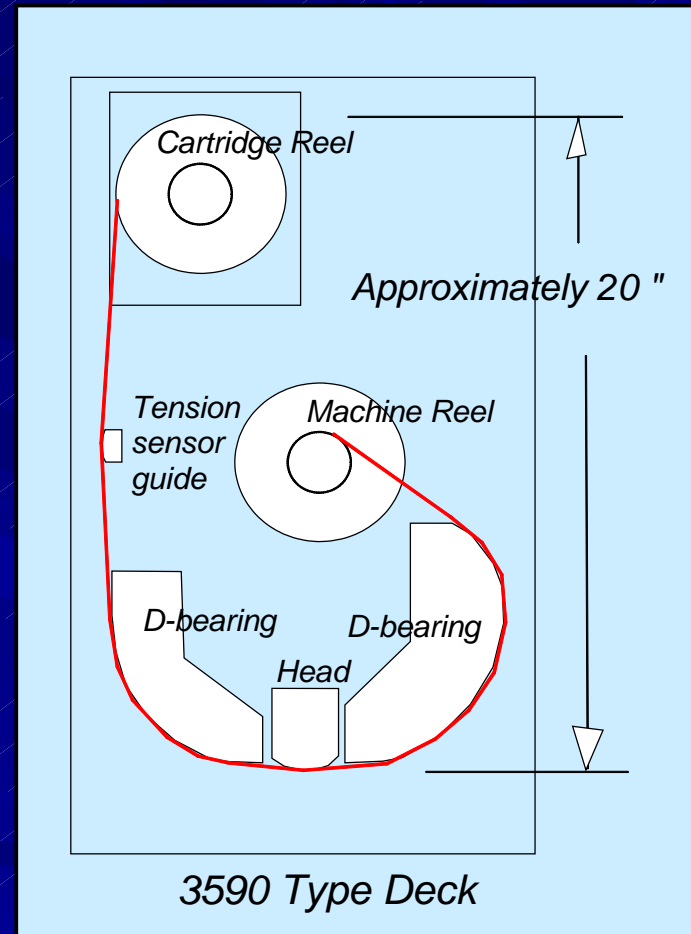 Cartridge Reel
Approximately 20 "
Tension
sensor
guide
Machine Reel
D-bearing
D-bearing
Head
3590 Type Deck